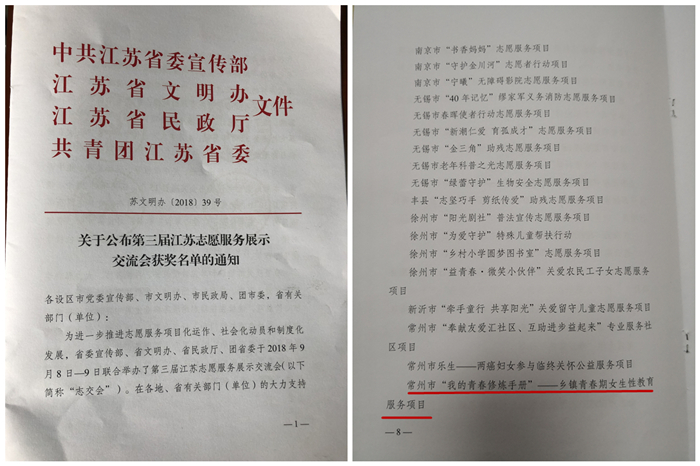 中共江苏省委宣传部
江苏省文明办
江苏省民政厅
共青团江苏省委
文件
苏文明办〔2018〕39号
关于公布第三届江苏志愿服务展示
交流会获奖名单的通知
各设区市党委宣传部、市文明办、市民政局、团市委，省有关
部门（单位）：
为进一步推进志愿服务项目化运作、社会化动员和制度化
发展，省委宣传部、省文明办、省民政厅、团省委于2018年9
月8日—9日联合举办了第三届江苏志愿服务展示交流会(以下
简称“志交会”）。在各地、省有关部门（单位）的大力支持
—1—
南京市“书香妈妈”志愿服务项目
南京市“守护金川河”志愿者行动项目
南京市“宁曦”无障碍影院志愿服务项目
无锡市“40年记忆”缪家军义务消防志愿服务项目
无锡市春晖使者行动志愿服务项目
无锡市“新潮仁爱 育孤成才”志愿服务项目
无锡市“金三角”助残志愿服务项目
无锡市老年科普之光志愿服务项目
无锡市“绿蕾守护”生物安全志愿服务项目
丰县“志坚巧手 剪纸传爱”助残志愿服务项目
徐州市“阳光剧社”普法宣传志愿服务项目
徐州市“为爱守护”特殊儿童帮扶行动
徐州市“乡村小学圆梦图书室”志愿服务项目
徐州市“益青春·微笑小伙伴”关爱农民工子女志愿服务
项目
新沂市“牵手童行 共享阳光”关爱留守儿童志愿服务项目
常州市“奉献友爱汇社区、互助进步益起来”专业服务社
区项目
常州市乐生——两癌妇女参与临终关怀公益服务项目
常州市“我的青春修炼手册”——乡镇青春期女生性教育
服务项目
—8—